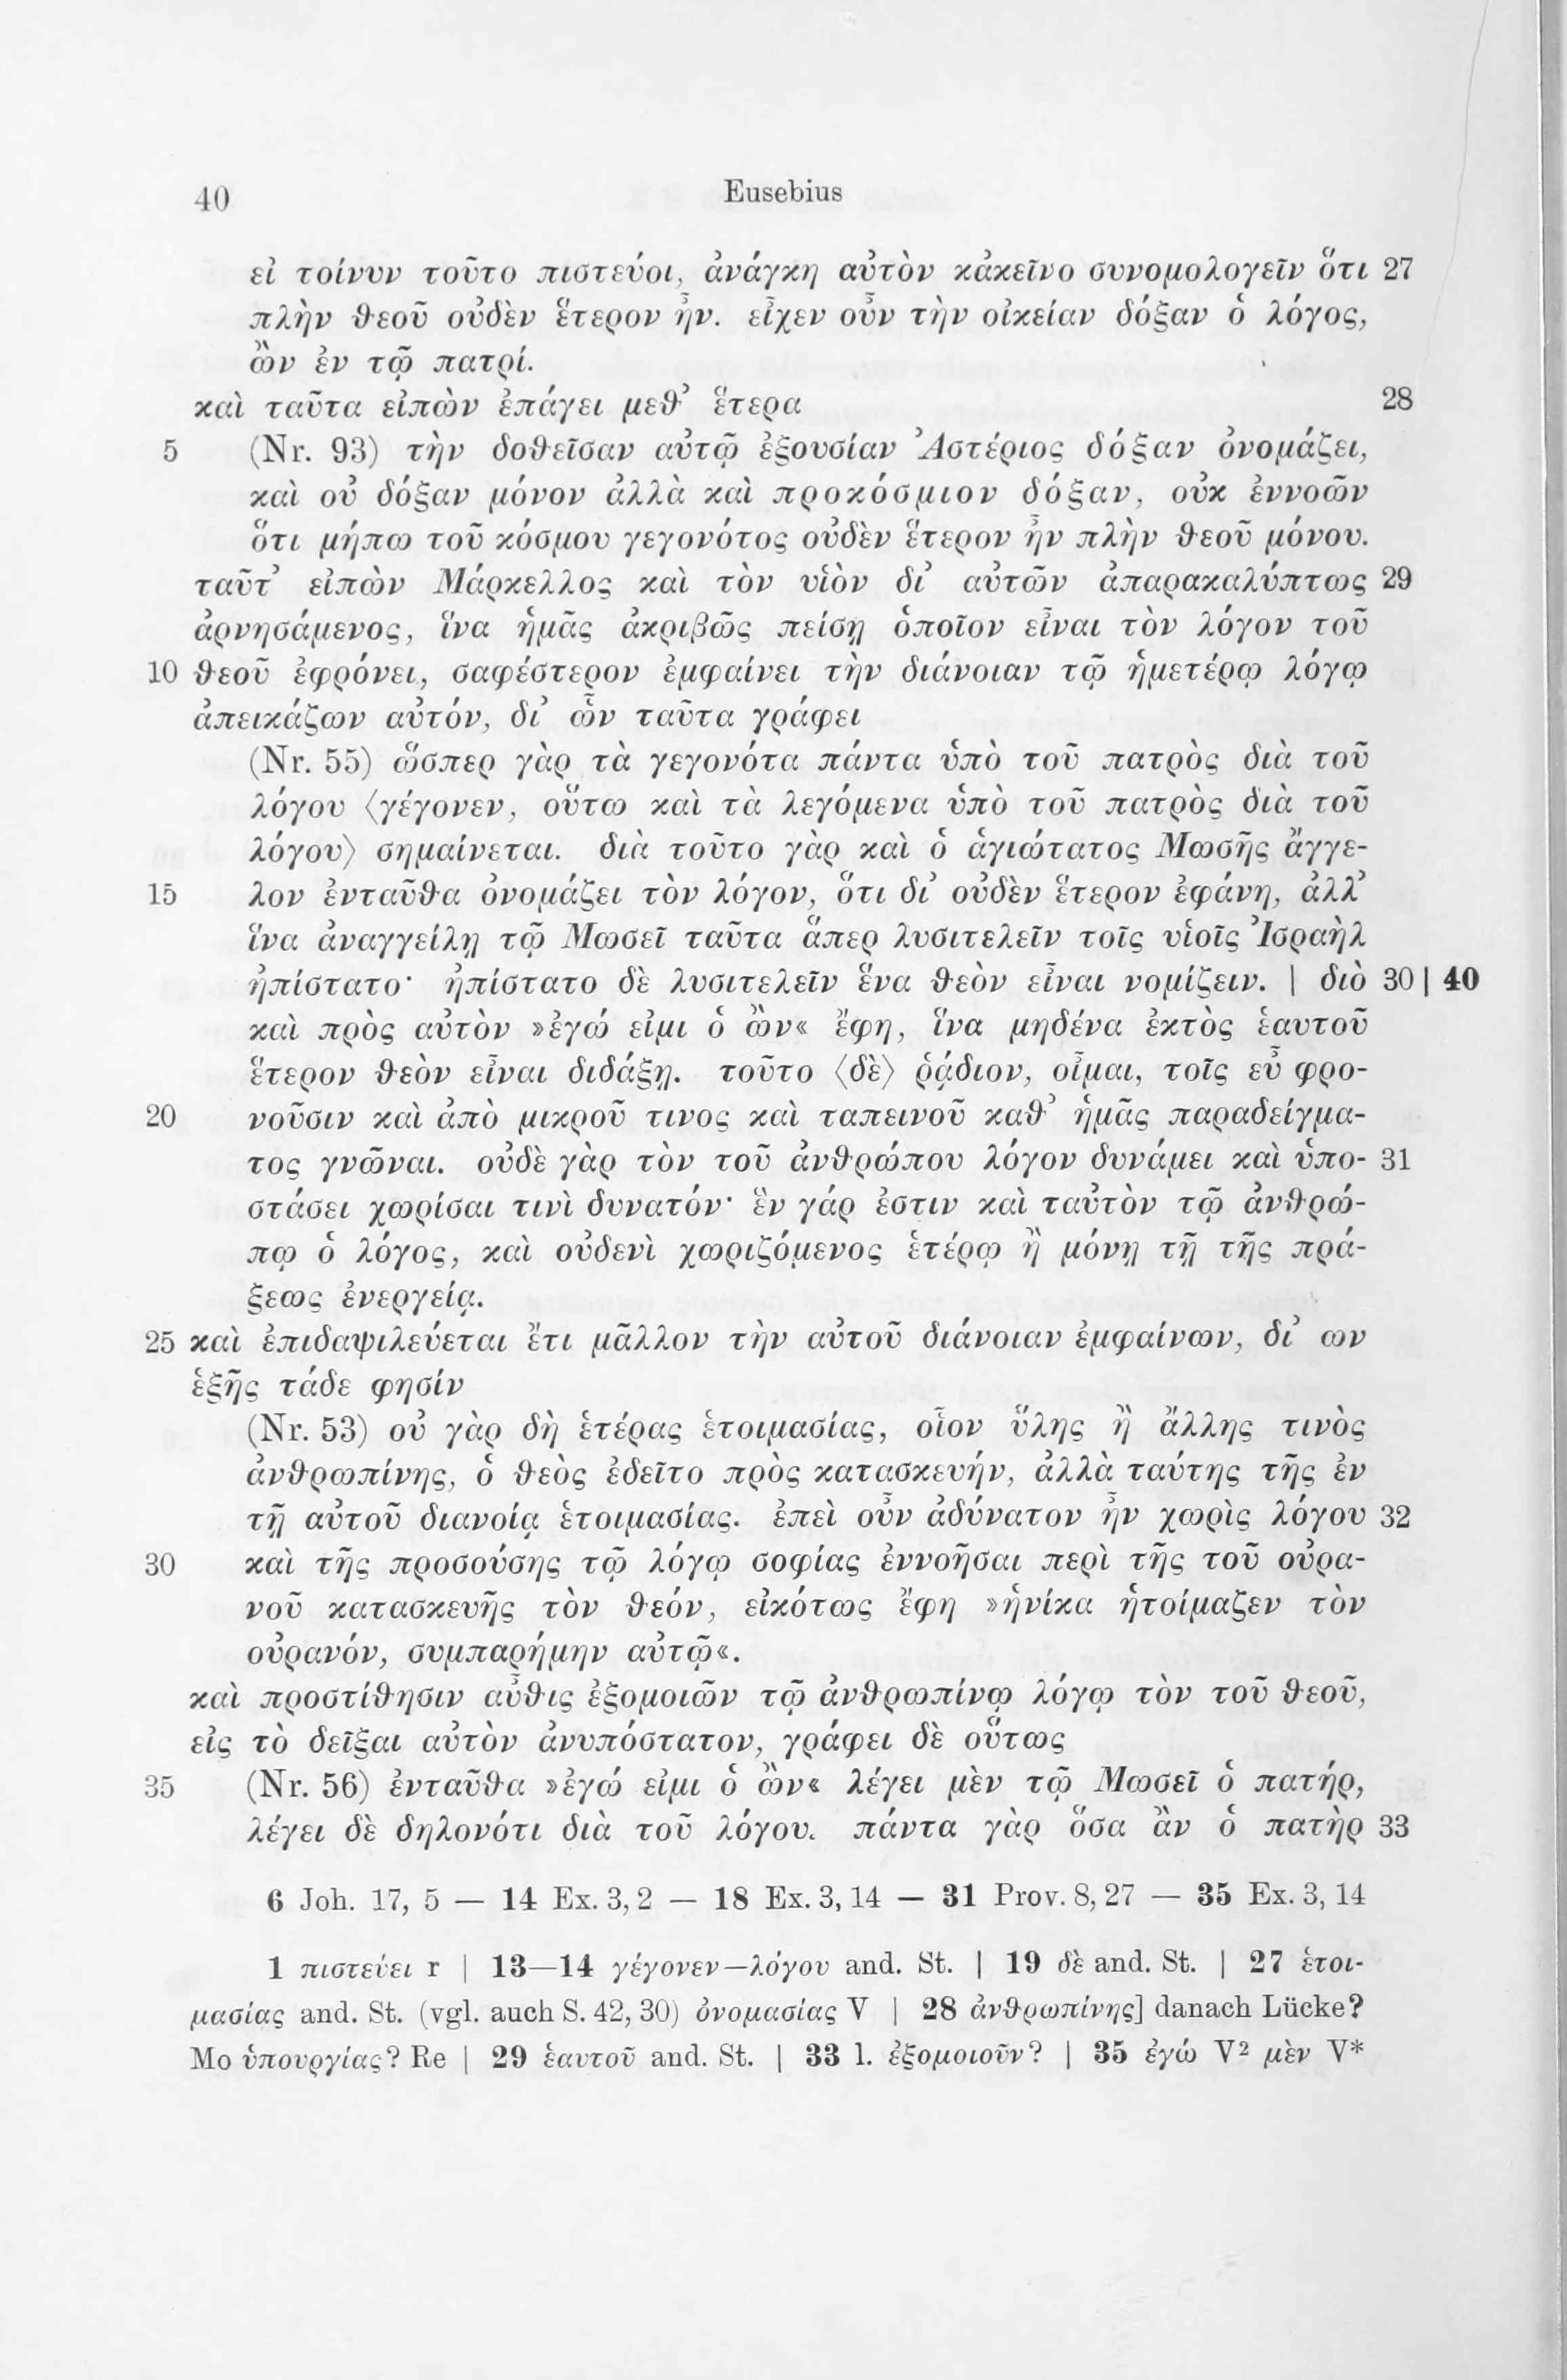 40 Eusebius
εἰ τοίνυν τοῦτο πιστεύοι, ἀνάγκη αὐτὸν κἀκεῖνο συνομολογεῖν ὅτι 27
πλὴν θεοῦ οὐδὲν ἕτερον ἦν. εἶχεν οὖν τὴν οἰκείαν δόξαν ὁ λόγος,
ὢν ἐν τῷ πατρί.
καὶ ταῦτα εἰπὼν ἐπάγει μεθ’ ἕτερα 28
5 (Nr. 93) τὴν δοθεῖσαν αὐτῷ ἐξουσίαν Ἀστέριος δόξαν ὀνομάζει,
καὶ οὐ δόξαν μόνον ἀλλὰ καὶ προκόσμιον δόξαν, οὐκ ἐννοῶν
ὅτι μήπω τοῦ κόσμου γεγονότος οὐδὲν ἕτερον ἦν πλὴν θεοῦ μόνου.
ταῦτ’ εἰπὼν Μάρκελλος καὶ τὸν υἱὸν δι’ αὐτῶν ἀπαρακαλύπτως 29
ἀρνησάμενος, ἵνα ἡμᾶς ἀκριβῶς πείσῃ ὁποῖον εἶναι τὸν λόγον τοῦ
10 θεοῦ ἐφρόνει, σαφέστερον ἐμφαίνει τὴν διάνοιαν τῷ ἡμετέρῳ λόγῳ
ἀπεικάζων αὐτόν, δι’ ὧν ταῦτα γράφει
(Nr. 55) ὥσπερ γὰρ τὰ γεγονότα πάντα ὑπὸ τοῦ πατρὸς διὰ τοῦ
λόγου ⟨γέγονεν, οὕτω καὶ τὰ λεγόμενα ὑπὸ τοῦ πατρὸς διὰ τοῦ
λόγου⟩ σημαίνεται. διὰ τοῦτο γὰρ καὶ ὁ ἁγιώτατος Μωσῆς ἄγγε-
15 λον ἐνταῦθα ὀνομάζει τὸν λόγον, ὅτι δι’ οὐδὲν ἕτερον ἐφάνη, ἀλλ’
ἵνα ἀναγγείλῃ τῷ Μωσεῖ ταῦτα ἅπερ λυσιτελεῖν τοῖς υἱοῖς Ἰσραὴλ
ἠπίστατο· ἠπίστατο δὲ λυσιτελεῖν ἕνα θεὸν εἶναι νομίζειν. | διὸ 30 | 40
καὶ πρὸς αὐτὸν »ἐγώ εἰμι ὁ ὢν« ἔφη, ἵνα μηδένα ἐκτὸς ἑαυτοῦ
ἕτερον θεὸν εἶναι διδάξῃ. τοῦτο ⟨δὲ⟩ ῥᾴδιον, οἶμαι, τοῖς εὖ φρο-
20 νοῦσιν καὶ ἀπὸ μικροῦ τινος καὶ ταπεινοῦ καθ’ ἡμᾶς παραδείγμα-
τος γνῶναι. οὐδὲ γὰρ τὸν τοῦ ἀνθρώπου λόγον δυνάμει καὶ ὑπο- 31
στάσει χωρίσαι τινὶ δυνατόν· ἓν γάρ ἐστιν καὶ ταὐτὸν τῷ ἀνθρώ-
πῳ ὁ λόγος, καὶ οὐδενὶ χωριζόμενος ἑτέρῳ ἢ μόνῃ τῇ τῆς πρά-
ξεως ἐνεργείᾳ.
25 καὶ ἐπιδαψιλεύεται ἔτι μᾶλλον τὴν αὐτοῦ διάνοιαν ἐμφαίνων, δι’ ων
ἑξῆς τάδε φησίν
(Nr. 53) οὐ γὰρ δὴ ἑτέρας ἑτοιμασίας, οἷον ὕλης ἢ ἄλλης τινὸς
ἀνθρωπίνης, ὁ θεὸς ἐδεῖτο πρὸς κατασκευήν, ἀλλὰ ταύτης τῆς ἐν
τῇ αὐτοῦ διανοίᾳ ἑτοιμασίας. ἐπεὶ οὖν ἀδύνατον ἦν χωρὶς λόγου 32
30 καὶ τῆς προσούσης τῷ λόγῳ σοφίας ἐννοῆσαι περὶ τῆς τοῦ οὐρα-
νοῦ κατασκευῆς τὸν θεόν, εἰκότως ἔφη »ἡνίκα ἡτοίμαζεν τὸν
οὐρανόν, συμπαρήμην αὐτῷ«.
καὶ προστίθησιν αὖθις ἐξομοιῶν τῷ ἀνθρωπίνῳ λόγῳ τὸν τοῦ θεοῦ,
εἰς τὸ δεῖξαι αὐτὸν ἀνυπόστατον, γράφει δὲ οὕτως
35 (Nr. 56) ἐνταῦθα »ἐγώ εἰμι ὁ ὢν« λέγει μὲν τῷ Μωσεῖ ὁ πατήρ,
λέγει δὲ δηλονότι διὰ τοῦ λόγου. πάντα γὰρ ὅσα ἂν ὁ πατὴρ 33
6 Joh. 17, 5 — 14 Ex. 3, 2 — 18 Ex. 3, 14 — 31 Prov. 8, 27 — 35 Ex. 3, 14
1 πιστεύει r | 13—14 γέγονεν—λόγου and. St. | 19 δὲ and. St. | 27 ἑτοι-
μασίας and. St. (vgl. auch S. 42, 30) ὀνομασίας V | 28 ἀνθρωπίνης] danach Lücke?
Mo ὑπουργίας? Re | 29 ἑαυτοῦ and. St. | 33 l. ἐξομοιοῦν? | 35 ἐγώ V² μὲν V*